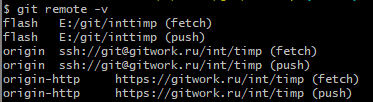 $ git remote -v
flash   E:/git/inttimp (fetch)
flash   E:/git/inttimp (push)
origin  ssh://git@gitwork.ru/int/timp (fetch)
origin  ssh://git@gitwork.ru/int/timp (push)
origin-http     https://gitwork.ru/int/timp (fetch)
origin-http     https://gitwork.ru/int/timp (push)